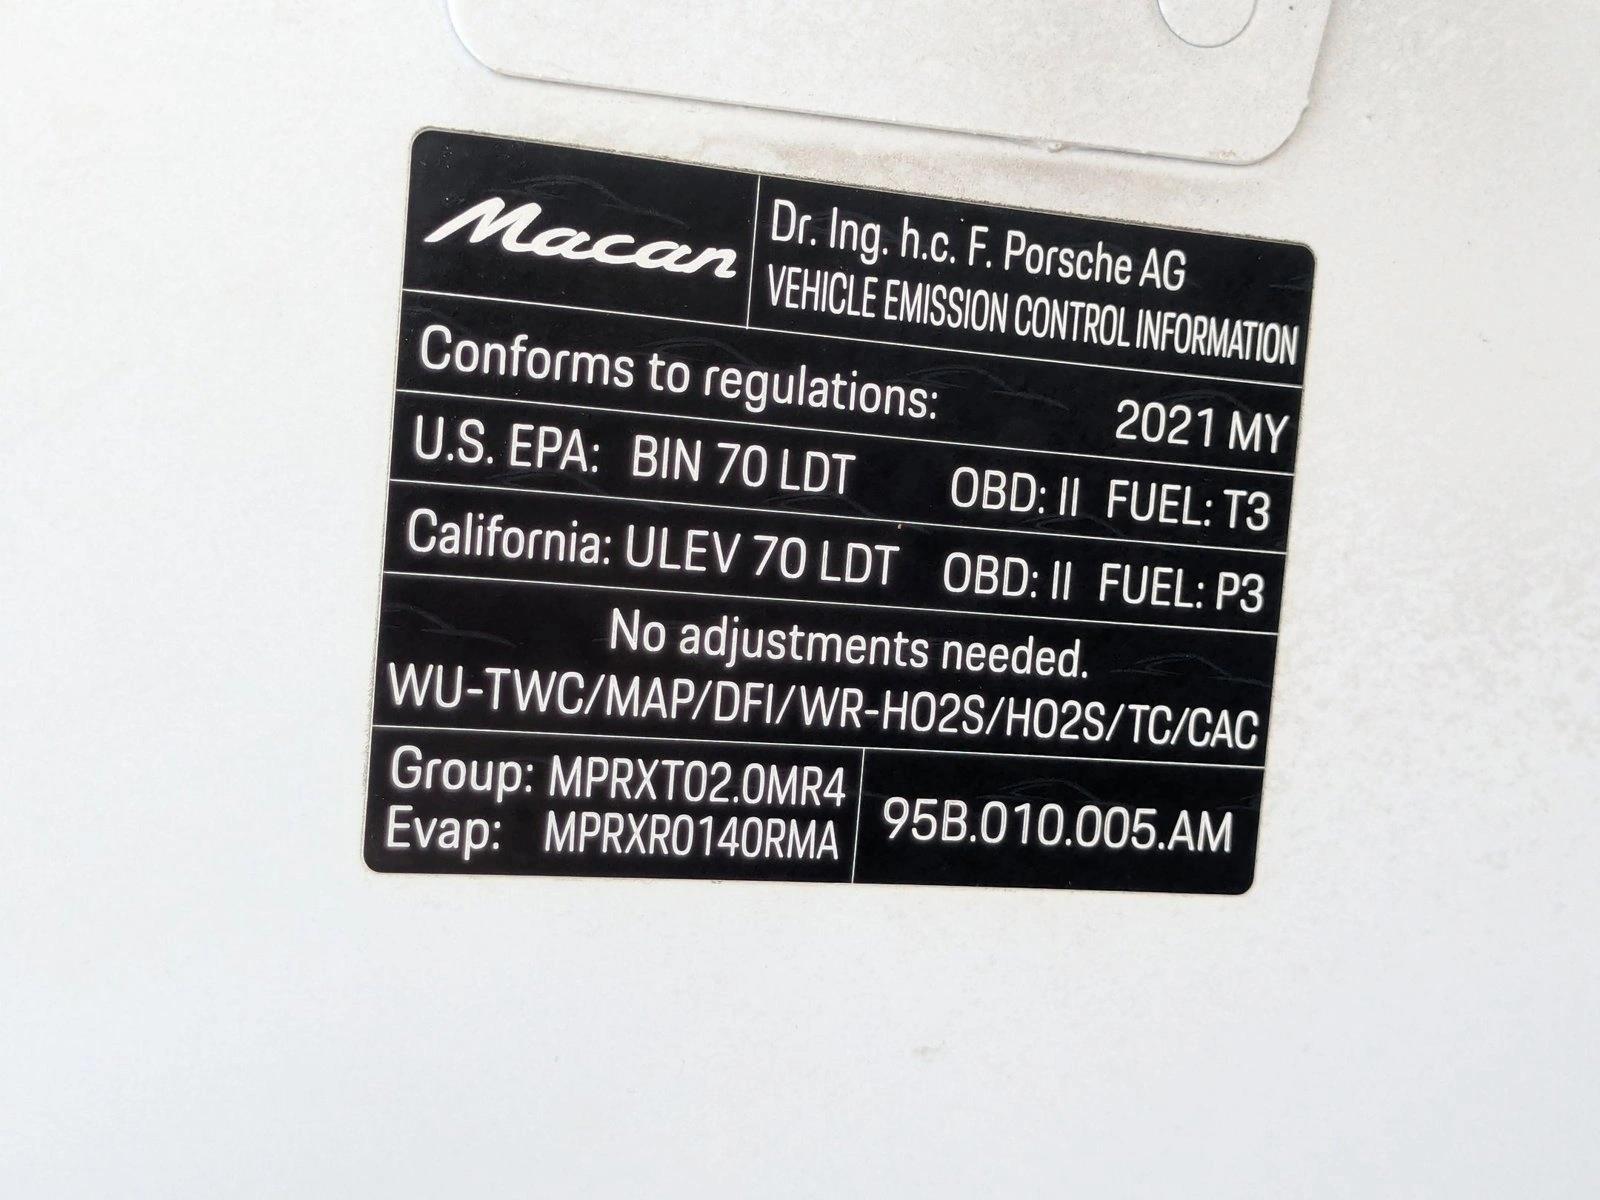 Macan
Dr. Ing. h.c. F. Porsche AG
VEHICLE EMISSION CONTROL INFORMATION
Conforms to regulations: 2021 MY
U.S. EPA: BIN 70 LDT OBD: II FUEL: T3
California: ULEV 70 LDT OBD: II FUEL: P3
No adjustments needed.
WU-TWC/MAP/DFI/WR-HO2S/HO2S/TC/CAC
Group: MPRXT02.0MR4
Evap: MPRXR0140RMA
95B.010.005.AM